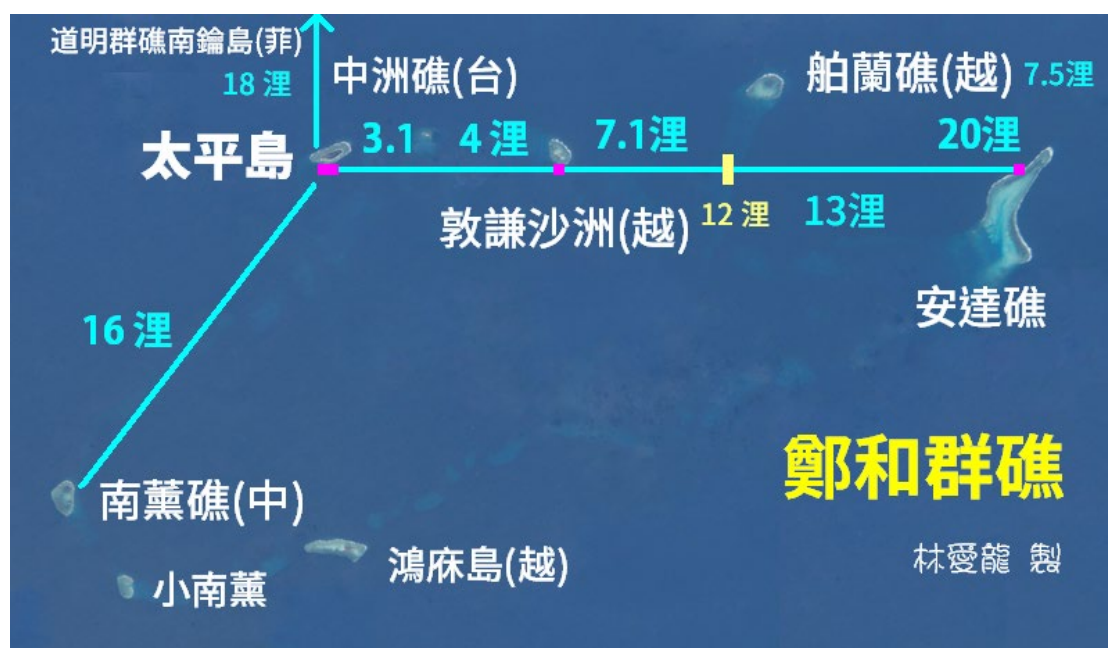 道明群礁南鑰島(菲)
18 浬
中洲礁(台)
舶蘭礁(越) 7.5浬
太平島
3.1 4 浬 7.1浬 20浬
敦謙沙洲(越) 12 浬 13浬
安達礁
16 浬
鄭和群礁
南薰礁(中)
鴻庥島(越)
小南薰
林愛龍 製